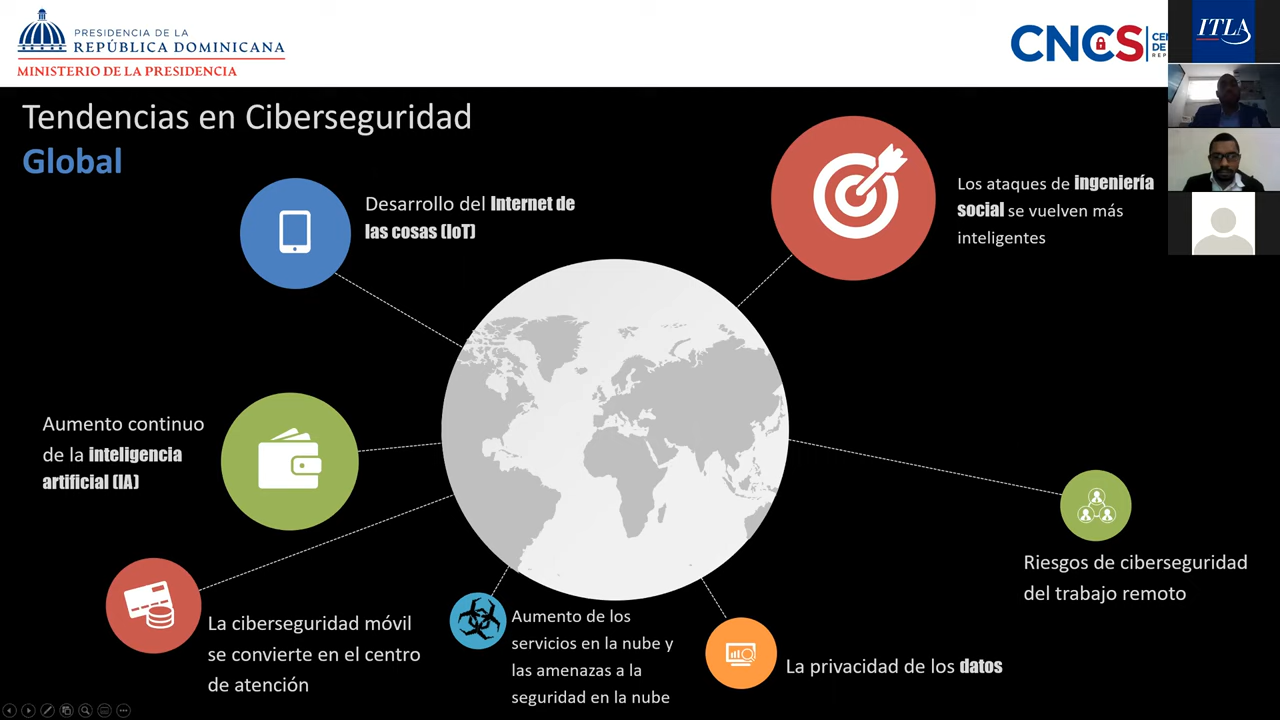 PRESIDENCIA DE LA
REPÚBLICA DOMINICANA
MINISTERIO DE LA PRESIDENCIA
CNCS
ITLA
Tendencias en Ciberseguridad
Global
Desarrollo del Internet de
las cosas (IoT)
Los ataques de ingeniería
social se vuelven más
inteligentes
Aumento continuo
de la inteligencia
artificial (IA)
Riesgos de ciberseguridad
del trabajo remoto
La ciberseguridad móvil
se convierte en el centro
de atención
Aumento de los
servicios en la nube y
las amenazas a la
seguridad en la nube
La privacidad de los datos